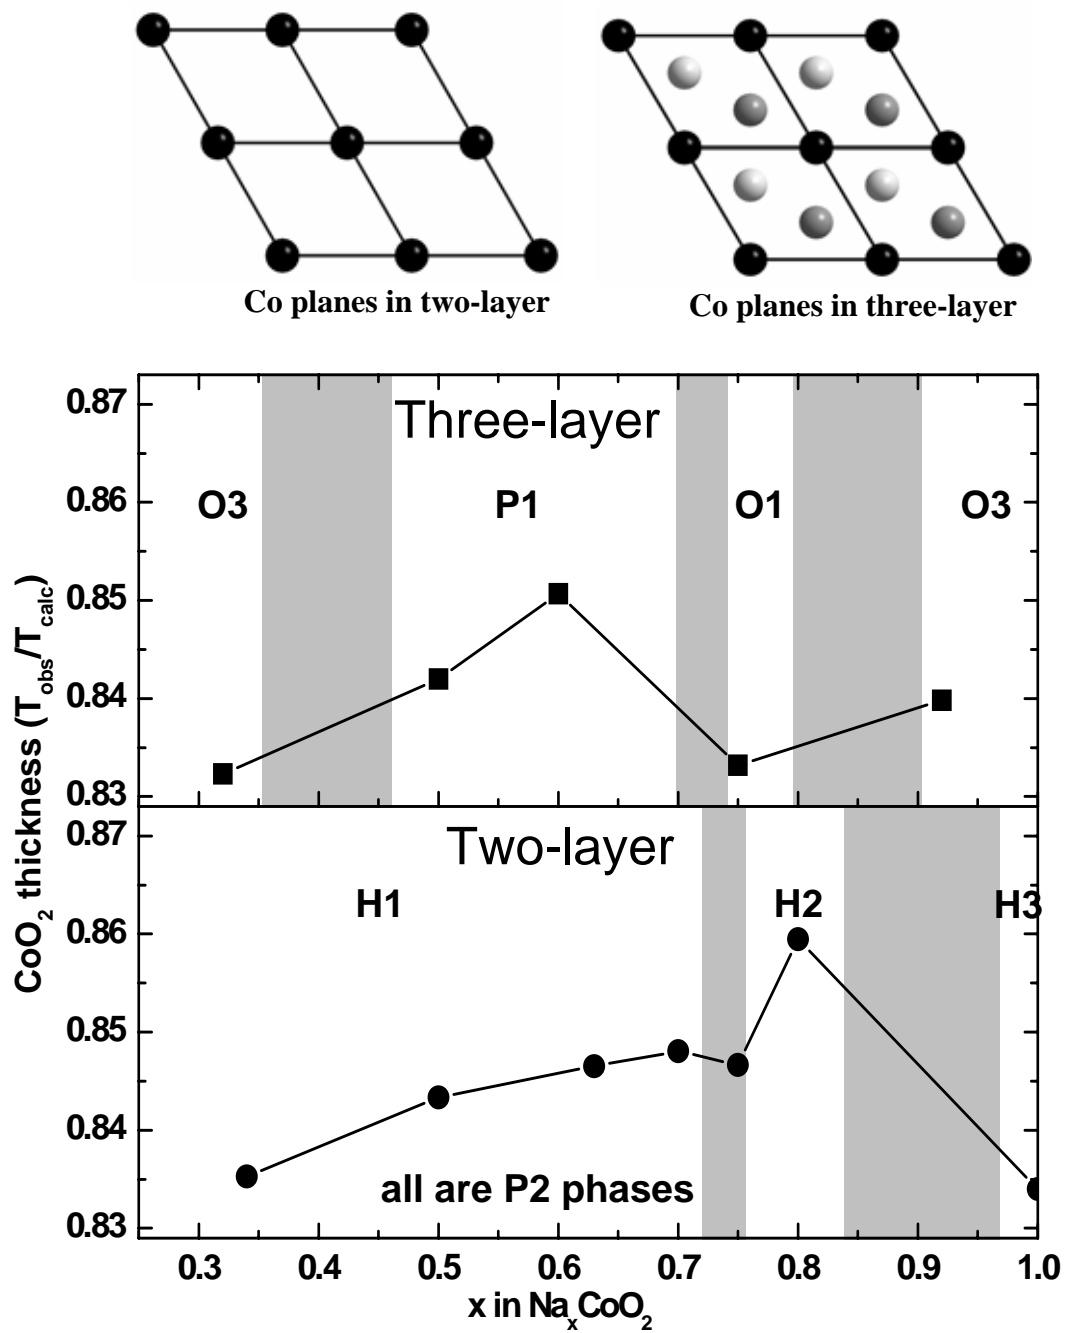 Co planes in two-layer
Co planes in three-layer
CoO2 thickness (Tobs/Tcalc)
Three-layer
0.87
0.86
0.85
0.84
0.83
O3 P1 O1 O3
Two-layer
0.87
0.86
0.85
0.84
0.83
H1 H2 H3
all are P2 phases
0.3 0.4 0.5 0.6 0.7 0.8 0.9 1.0
x in NaxCoO2